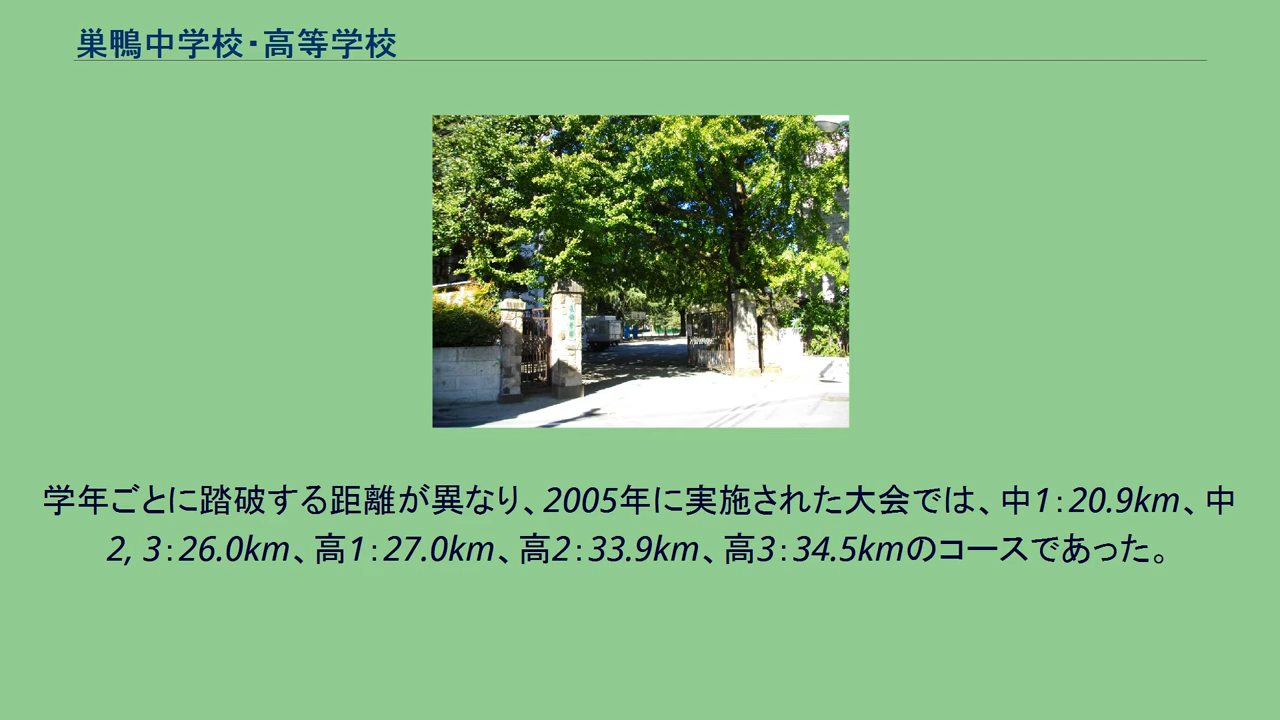 巣鴨中学校・高等学校
学年ごとに踏破する距離が異なり、2005年に実施された大会では、中1：20.9km、中
2, 3：26.0km、高1：27.0km、高2：33.9km、高3：34.5kmのコースであった。